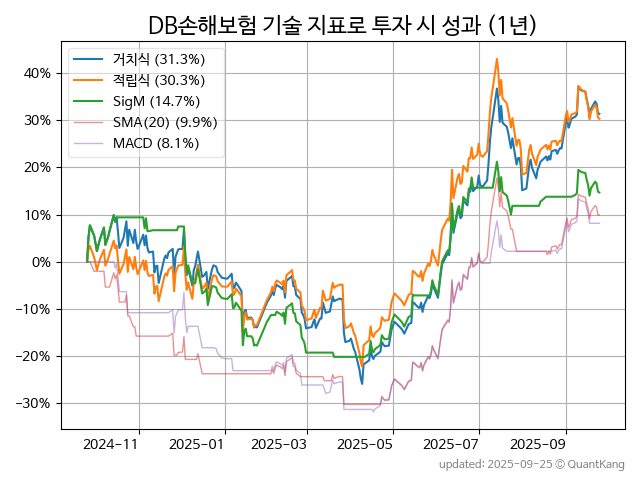 DB손해보험 기술 지표로 투자 시 성과 (1년)
거치식 (31.3%)
적립식 (30.3%)
SigM (14.7%)
SMA(20) (9.9%)
MACD (8.1%)
40%
30%
20%
10%
0%
−10%
−20%
−30%
2024-11
2025-01
2025-03
2025-05
2025-07
2025-09
updated: 2025-09-25 ⓒ QuantKang